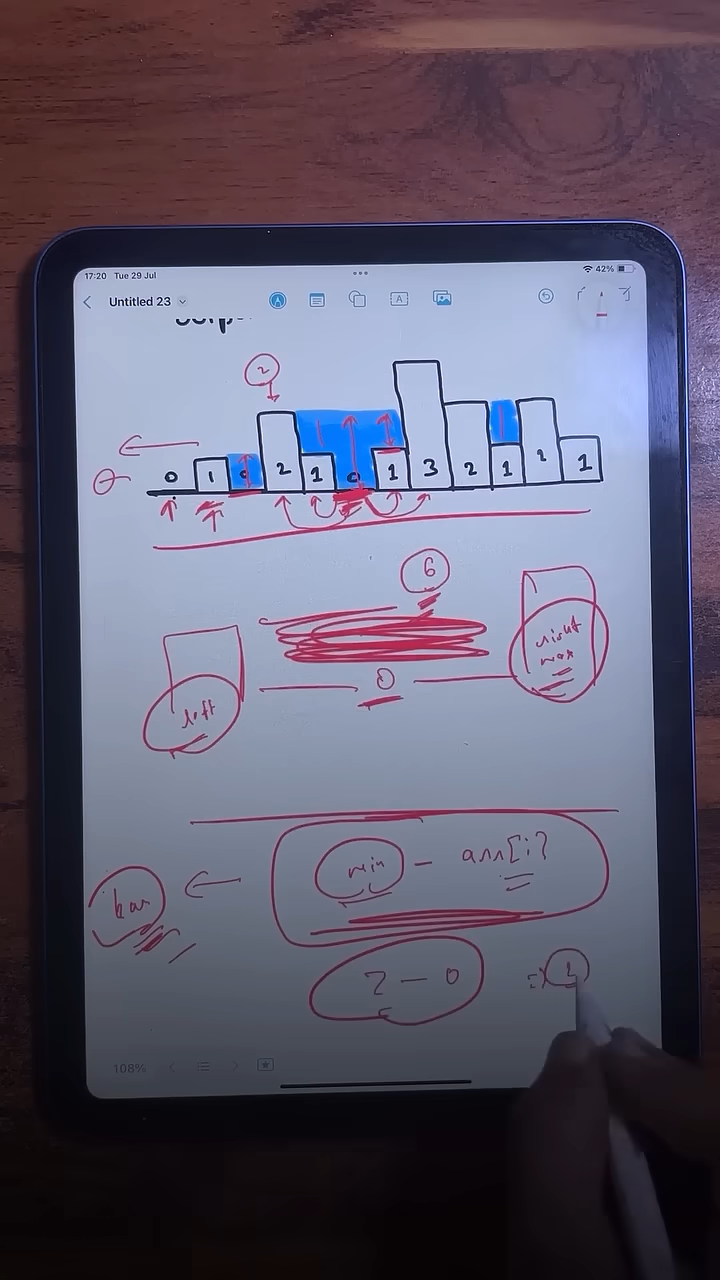 17:20 Tue 29 Jul
42%
Untitled 23
A
2
0 1 0 2 1 0 1 3 2 1 2 1
6
left
0
right
max
min - arr[i]
2 - 0
108%